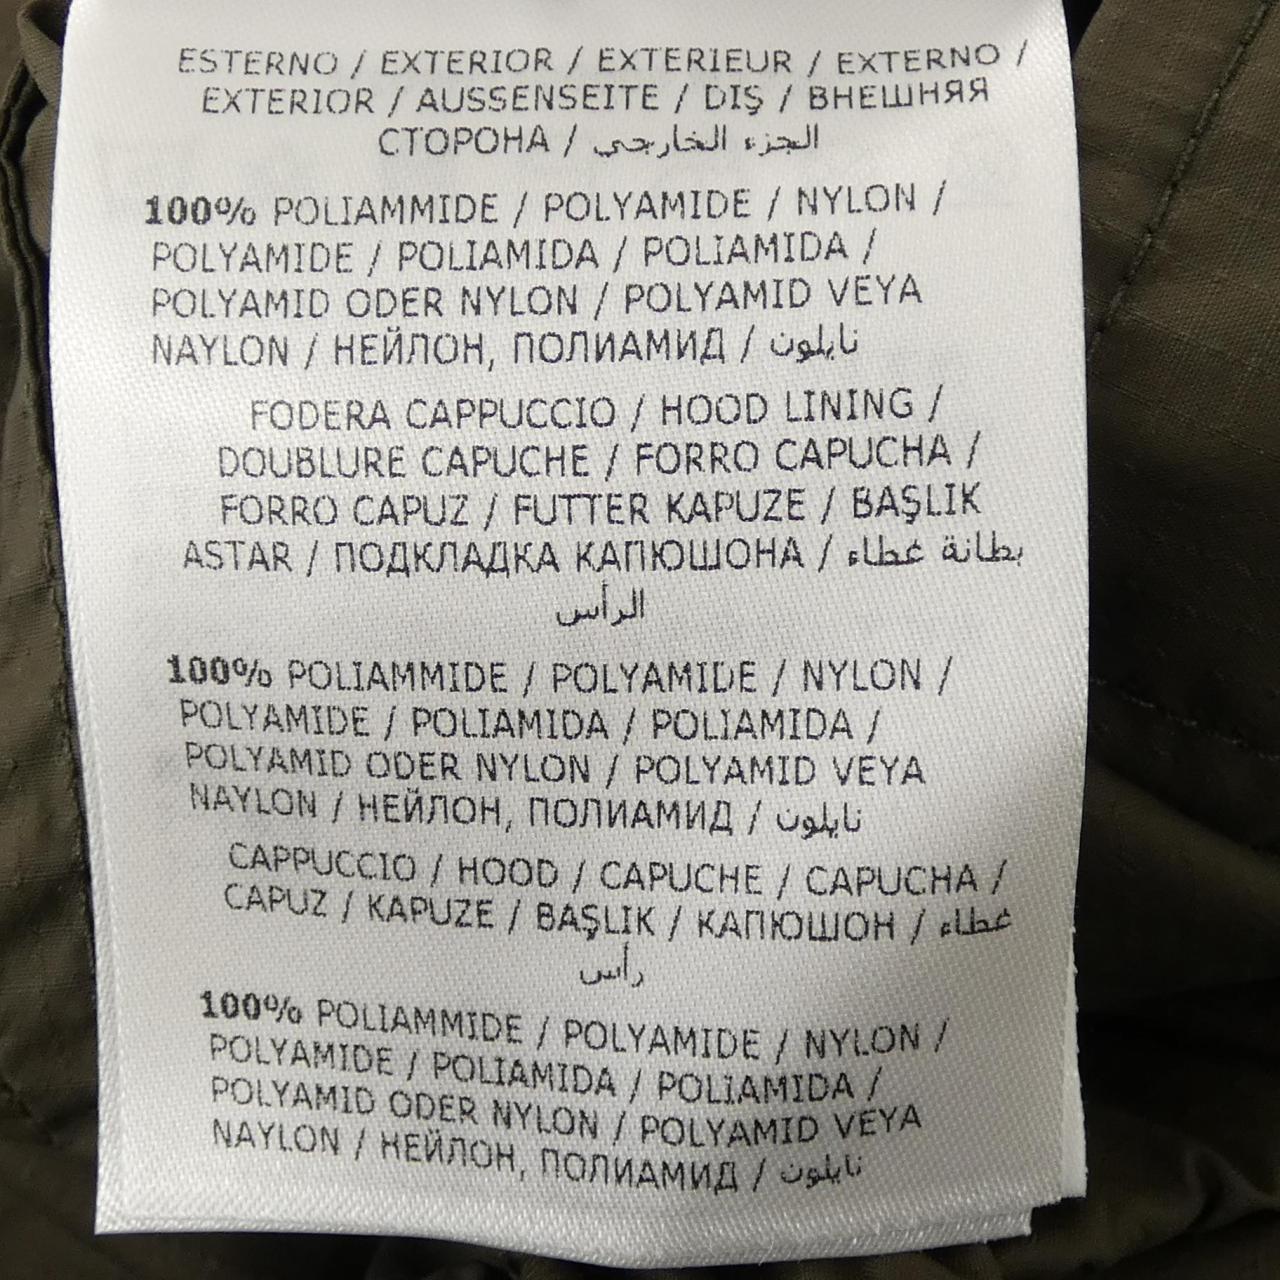 ESTERNO / EXTERIOR / EXTERIEUR / EXTERNO /
EXTERIOR / AUSSENSEITE / DIŞ / ВНЕШНЯЯ
СТОРОНА / الجزء الخارجي
100% POLIAMMIDE / POLYAMIDE / NYLON /
POLYAMIDE / POLIAMIDA / POLIAMIDA /
POLYAMID ODER NYLON / POLYAMID VEYA
NAYLON / НЕЙЛОН, ПОЛИАМИД / نايلون
FODERA CAPPUCCIO / HOOD LINING /
DOUBLURE CAPUCHE / FORRO CAPUCHA /
FORRO CAPUZ / FUTTER KAPUZE / BAŞLIK
ASTAR / ПОДКЛАДКА КАПЮШОНА / بطانة غطاء
الرأس
100% POLIAMMIDE / POLYAMIDE / NYLON /
POLYAMIDE / POLIAMIDA / POLIAMIDA /
POLYAMID ODER NYLON / POLYAMID VEYA
NAYLON / НЕЙЛОН, ПОЛИАМИД / نايلون
CAPPUCCIO / HOOD / CAPUCHE / CAPUCHA /
CAPUZ / KAPUZE / BAŞLIK / КАПЮШОН / غطاء
رأس
100% POLIAMMIDE / POLYAMIDE / NYLON /
POLYAMIDE / POLIAMIDA / POLIAMIDA /
POLYAMID ODER NYLON / POLYAMID VEYA
NAYLON / НЕЙЛОН, ПОЛИАМИД / نايلون